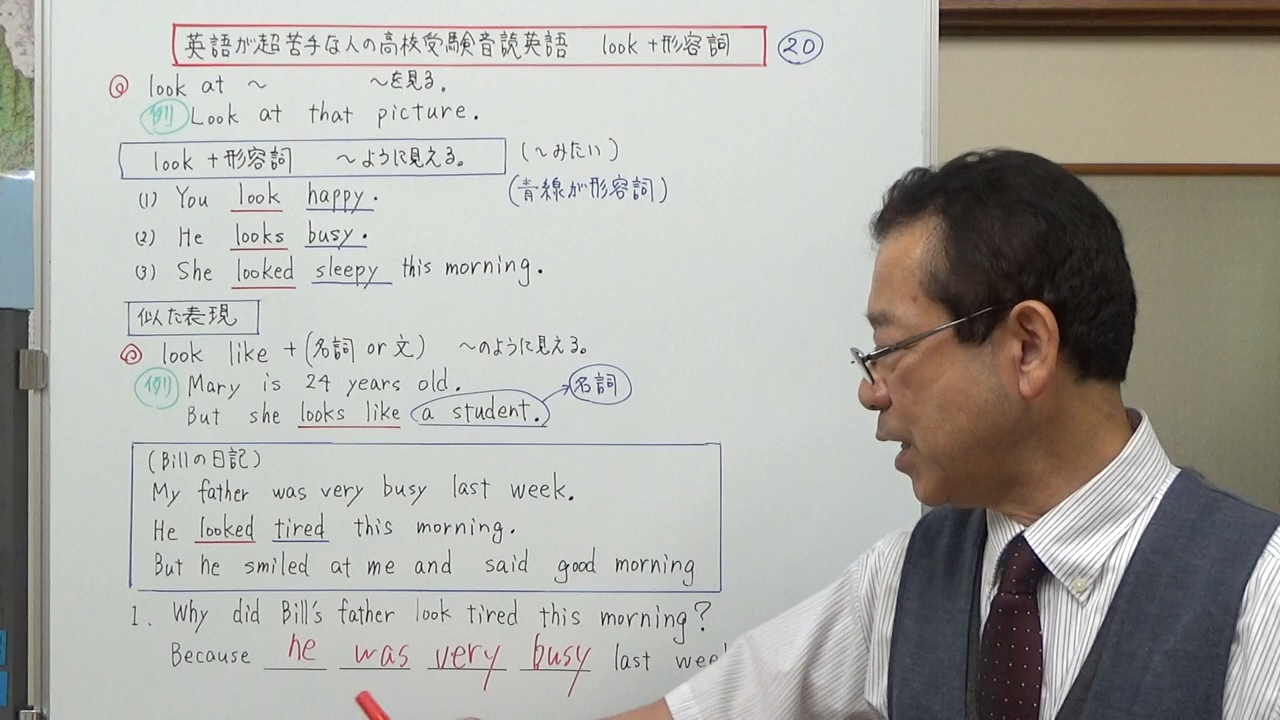 英語が超苦手な人の高校受験音読英語 look+形容詞 20
look at ～ ～を見る。
例 Look at that picture.
look+形容詞 ～ように見える。 (～みたい)
(1) You look happy. (青線が形容詞)
(2) He looks busy.
(3) She looked sleepy this morning.
似た表現
look like +(名詞 or 文) ～のように見える。
例 Mary is 24 years old. 名詞
But she looks like a student.
(Billの日記)
My father was very busy last week.
He looked tired this morning.
But he smiled at me and said good morning
1. Why did Bill's father look tired this morning?
Because he was very busy last